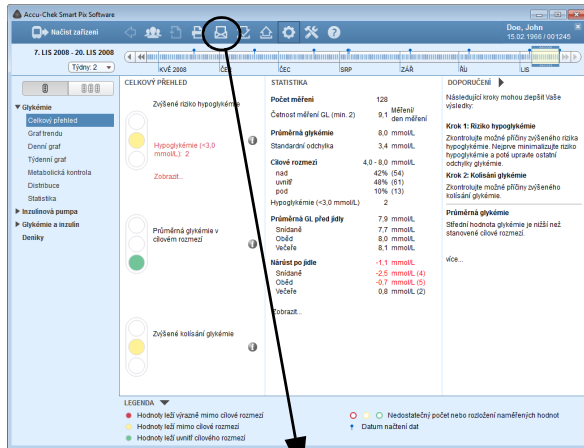 Accu-Chek Smart Pix Software
Načíst zařízení
Doe, John
15.02.1966 / 001245
7. LIS 2008 - 20. LIS 2008
Týdny: 2
KVĚ 2008
ČEC
SRP
ZÁŘ
ŘÍJ
LIS
Glykémie
Celkový přehled
Graf trendu
Denní graf
Týdenní graf
Metabolická kontrola
Distribuce
Statistika
Inzulinová pumpa
Glykémie a inzulin
Deníky
CELKOVÝ PŘEHLED
Zvýšené riziko hypoglykémie
Hypoglykémie (<3,0
mmol/L): 2
Zobrazit...
Průměrná glykémie v
cílovém rozmezí
Zvýšené kolísání glykémie
STATISTIKA
Počet měření 128
Četnost měření GL (min. 2) 9,1 Měření/
den měření
Průměrná glykémie 8,0 mmol/L
Standardní odchylka 3,4 mmol/L
Cílové rozmezí 4,0 - 8,0 mmol/L
nad 42% (54)
uvnitř 48% (61)
pod 10% (13)
Hypoglykémie (<3,0 mmol/L) 2
Průměrná GL před jídly 7,9 mmol/L
Snídaně 7,7 mmol/L
Oběd 8,0 mmol/L
Večeře 8,1 mmol/L
Nárůst po jídle -1,1 mmol/L
Snídaně -2,5 mmol/L (4)
Oběd -0,7 mmol/L (5)
Večeře 0,8 mmol/L (2)
Zobrazit...
DOPORUČENÍ
Následující kroky mohou zlepšit Vaše
výsledky:
Krok 1: Riziko hypoglykémie
Zkontrolujte možné příčiny zvýšeného rizika
hypoglykémie. Nejprve minimalizujte riziko
hypoglykémie a poté upravte ostatní
odchylky glykémie.
Krok 2: Kolísání glykémie
Zkontrolujte možné příčiny zvýšeného
kolísání glykémie.
Průměrná glykémie
Střední hodnota glykémie je nižší než
stanovené cílové rozmezí.
více...
LEGENDA
Hodnoty leží výrazně mimo cílové rozmezí
Hodnoty leží mimo cílové rozmezí
Hodnoty leží uvnitř cílového rozmezí
Nedostatečný počet nebo rozložení naměřených hodnot
Datum načtení dat